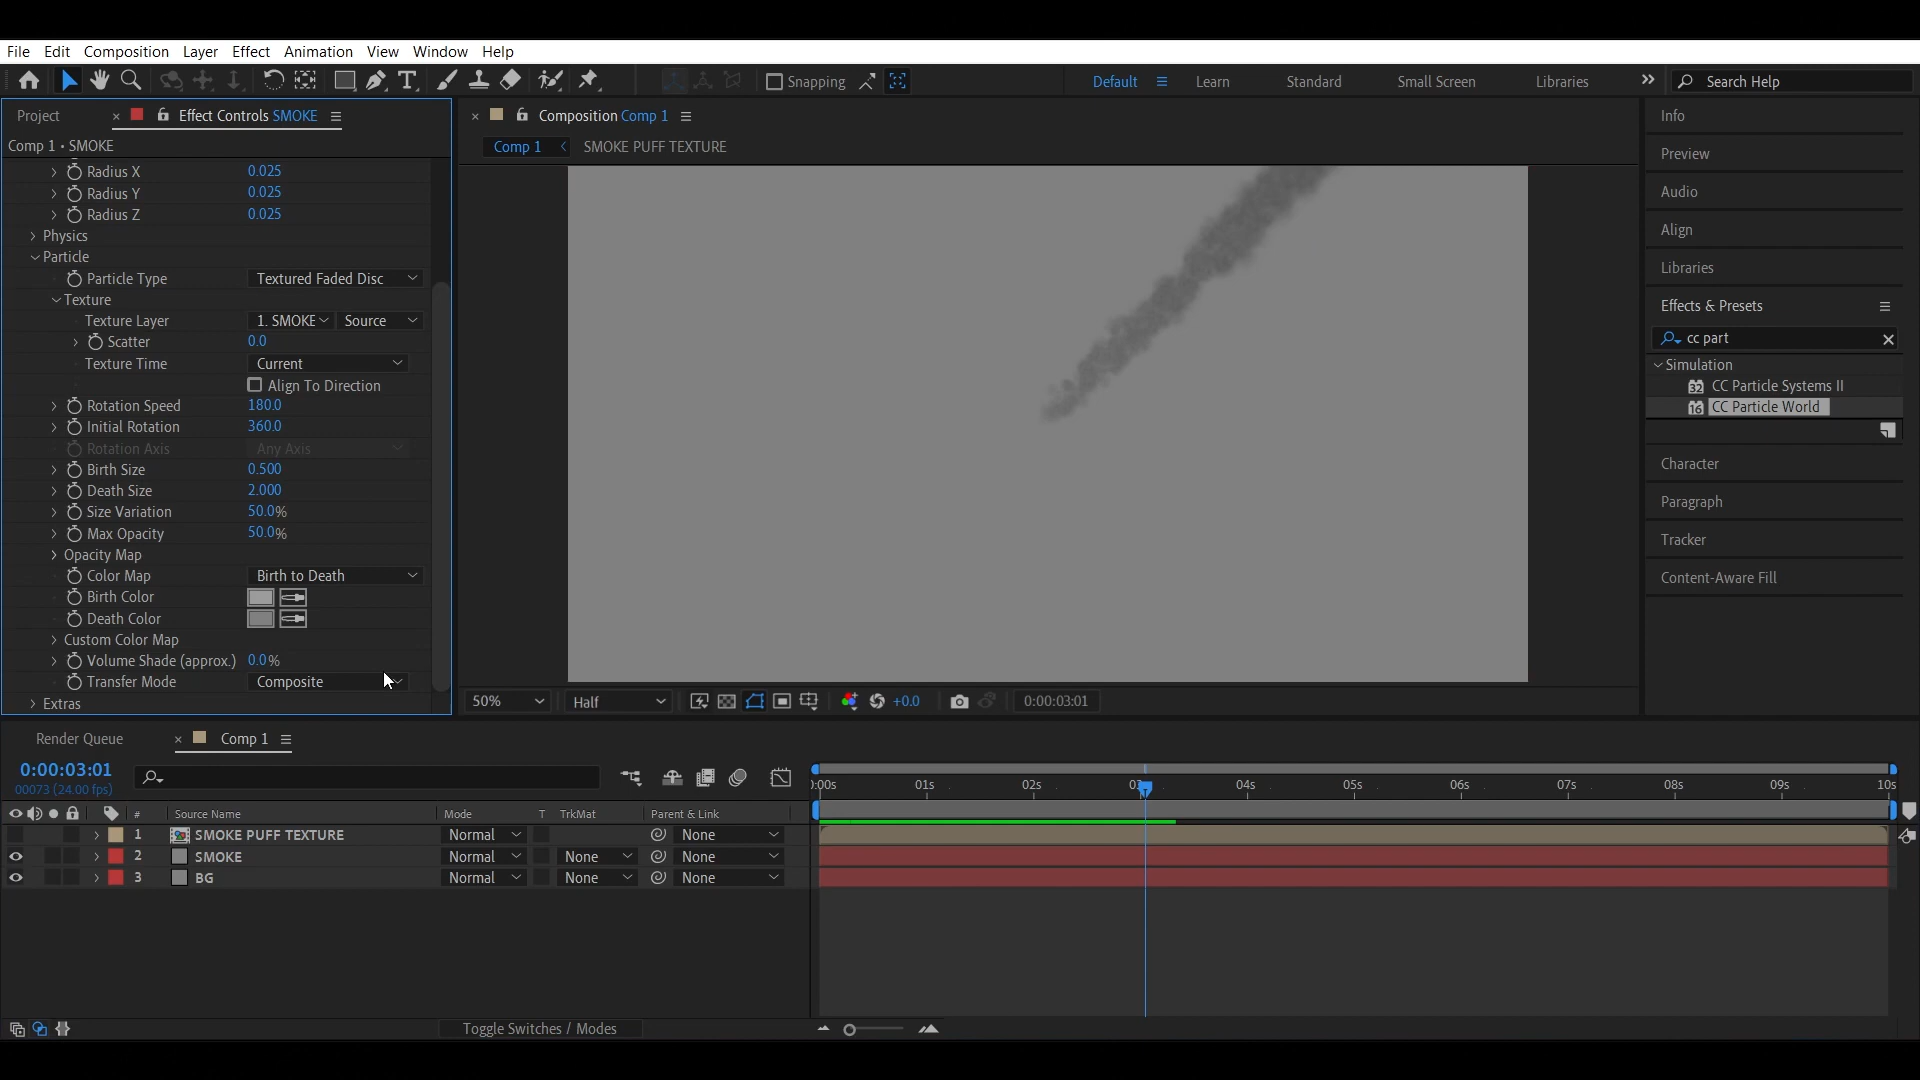 File Edit Composition Layer Effect Animation View Window Help
Snapping Default Learn Standard Small Screen Libraries » Search Help
Project × Effect Controls SMOKE
Comp 1 • SMOKE
Radius X 0.025
Radius Y 0.025
Radius Z 0.025
Physics
Particle
Particle Type Textured Faded Disc
Texture
Texture Layer 1. SMOKE Source
Scatter 0.0
Texture Time Current
Align To Direction
Rotation Speed 180.0
Initial Rotation 360.0
Rotation Axis Any Axis
Birth Size 0.500
Death Size 2.000
Size Variation 50.0%
Max Opacity 50.0%
Opacity Map
Color Map Birth to Death
Birth Color
Death Color
Custom Color Map
Volume Shade (approx.) 0.0%
Transfer Mode Composite
Extras
× Composition Comp 1
Comp 1 < SMOKE PUFF TEXTURE
50% Half +0.0 0:00:03:01
Info
Preview
Audio
Align
Libraries
Effects & Presets
cc part ×
Simulation
32 CC Particle Systems II
16 CC Particle World
Character
Paragraph
Tracker
Content-Aware Fill
Render Queue × Comp 1
0:00:03:01
00073 (24.00 fps)
:00s 01s 02s 04s 05s 06s 07s 08s 09s 10s
# Source Name Mode T TrkMat Parent & Link
1 SMOKE PUFF TEXTURE Normal None
2 SMOKE Normal None None
3 BG Normal None None
Toggle Switches / Modes